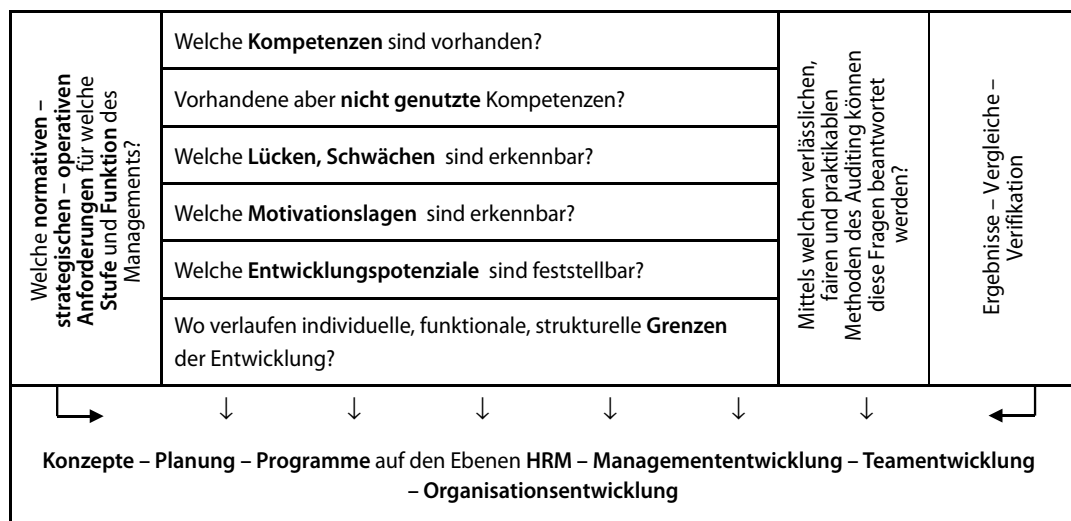 Welche normativen –
strategischen – operativen
Anforderungen für welche
Stufe und Funktion des
Managements?
Welche Kompetenzen sind vorhanden?
Vorhandene aber nicht genutzte Kompetenzen?
Welche Lücken, Schwächen sind erkennbar?
Welche Motivationslagen sind erkennbar?
Welche Entwicklungspotenziale sind feststellbar?
Wo verlaufen individuelle, funktionale, strukturelle Grenzen
der Entwicklung?
Mittels welchen verlässlichen,
fairen und praktikablen
Methoden des Auditing können
diese Fragen beantwortet
werden?
Ergebnisse – Vergleiche –
Verifikation
Konzepte – Planung – Programme auf den Ebenen HRM – Managemententwicklung – Teamentwicklung
– Organisationsentwicklung